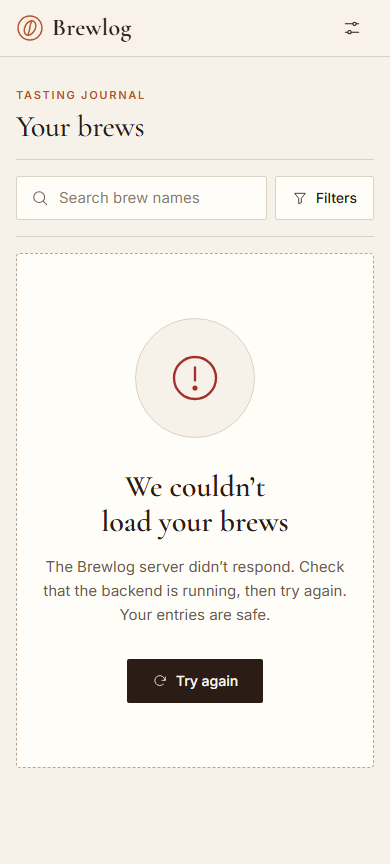 Brewlog
TASTING JOURNAL
Your brews
Search brew names
Filters
We couldn’t
load your brews
The Brewlog server didn’t respond. Check
that the backend is running, then try again.
Your entries are safe.
Try again